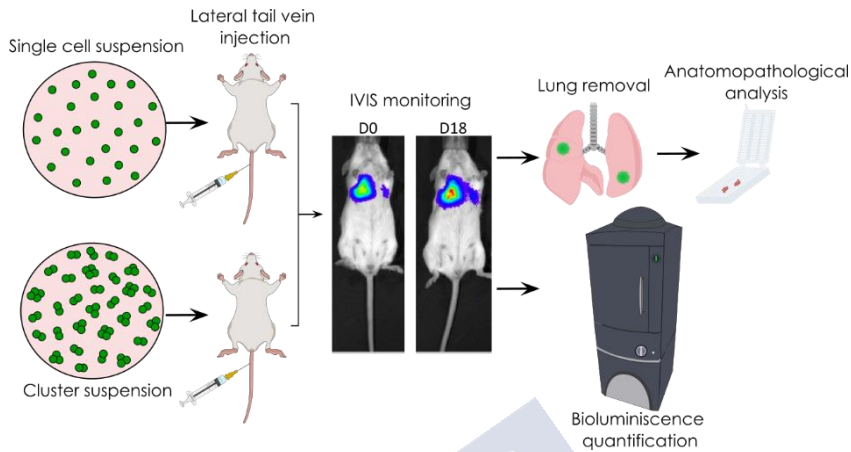 Single cell suspension
Lateral tail vein
injection
Cluster suspension
IVIS monitoring
D0
D18
Lung removal
Anatomopathological
analysis
Bioluminiscence
quantification